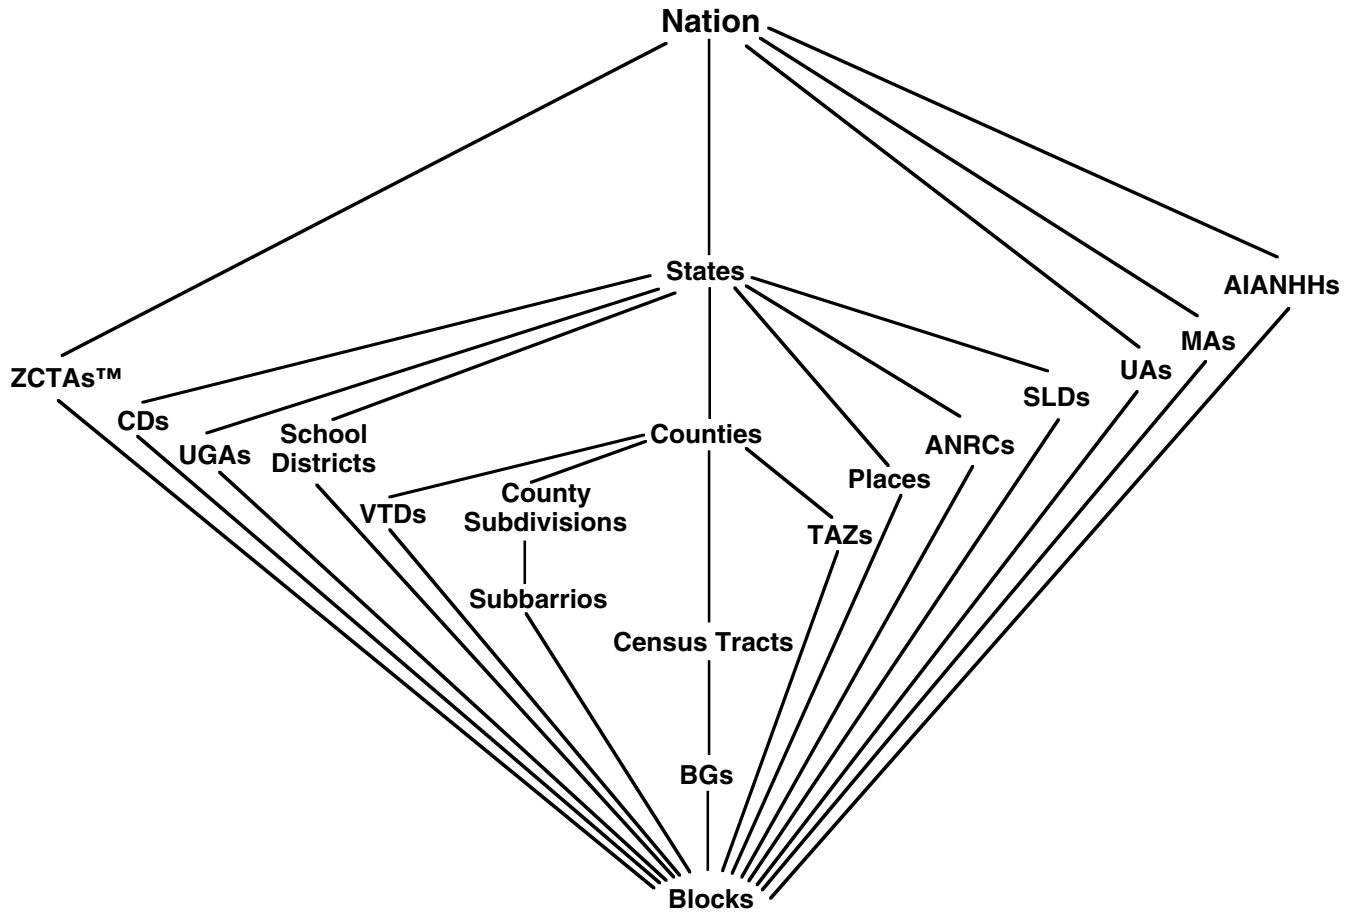 Nation
States
AIANHHs
MAs
UAs
ZCTAs™
SLDs
CDs
UGAs
School
Districts
Counties
ANRCs
Places
VTDs
County
Subdivisions
TAZs
Subbarrios
Census Tracts
BGs
Blocks